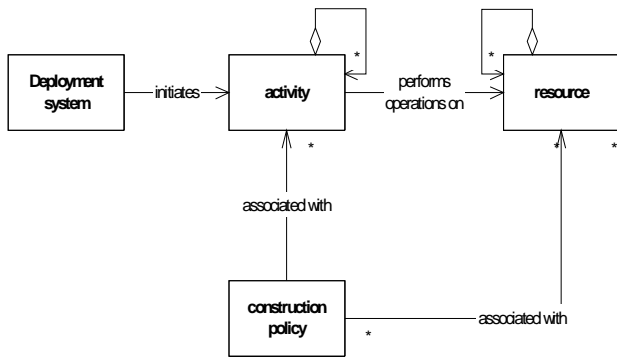 *
*
Deployment
system
initiates
activity
performs
operations on
resource
*
*
*
associated with
construction
policy
*
associated with